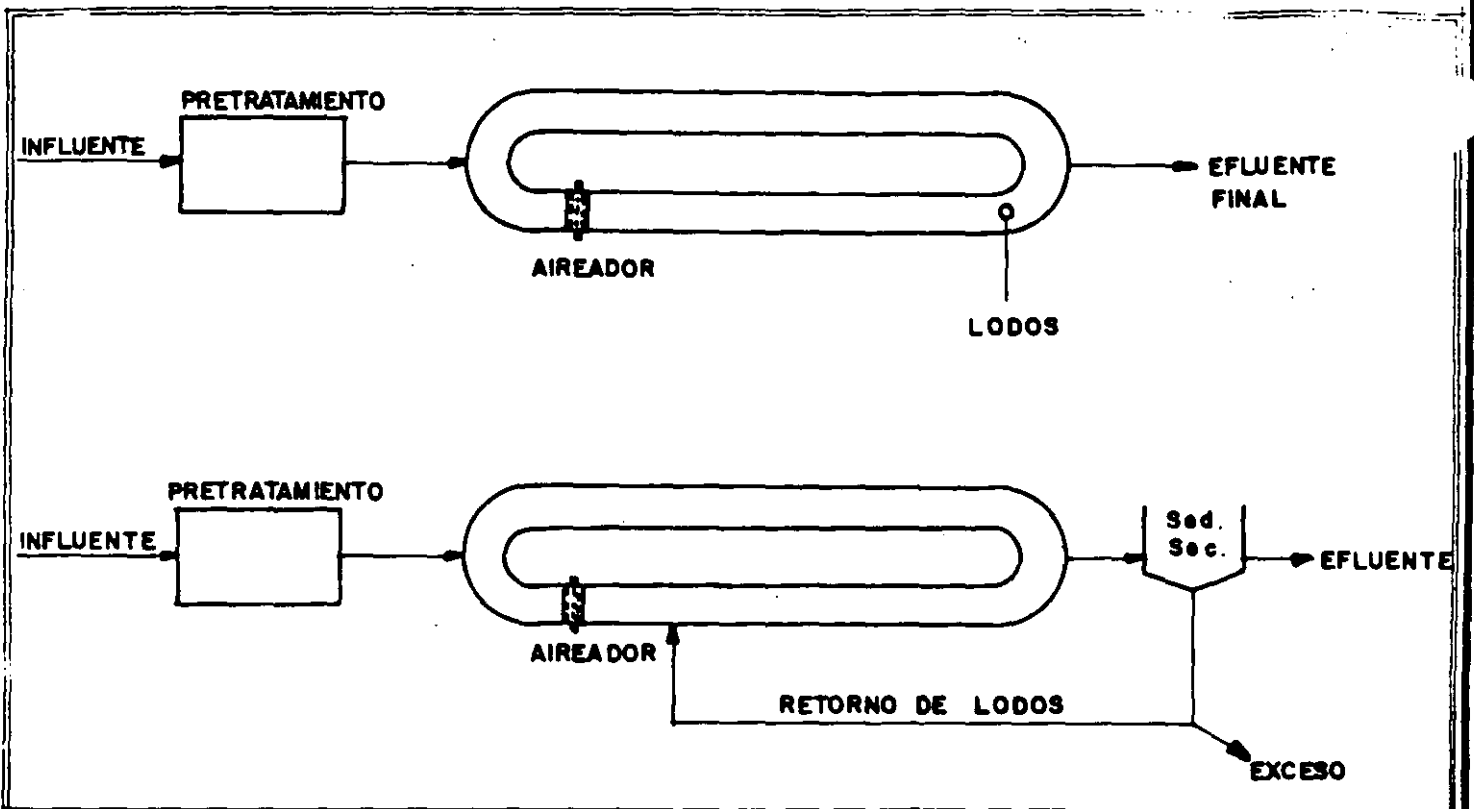 PRETRATAMIENTO
INFLUENTE
EFLUENTE
FINAL
AIREADOR
LODOS
PRETRATAMIENTO
INFLUENTE
Sed.
Sec.
EFLUENTE
AIREADOR
RETORNO DE LODOS
EXCESO